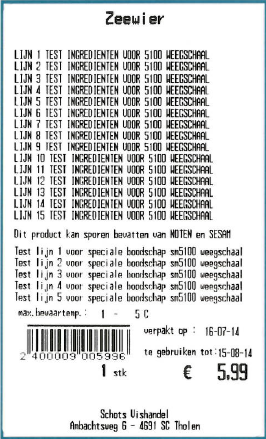 Zeewier
LIJN 1 TEST INGREDIENTEN VOOR 5100 WEEGSCHAAL
LIJN 2 TEST INGREDIENTEN VOOR 5100 WEEGSCHAAL
LIJN 3 TEST INGREDIENTEN VOOR 5100 WEEGSCHAAL
LIJN 4 TEST INGREDIENTEN VOOR 5100 WEEGSCHAAL
LIJN 5 TEST INGREDIENTEN VOOR 5100 WEEGSCHAAL
LIJN 6 TEST INGREDIENTEN VOOR 5100 WEEGSCHAAL
LIJN 7 TEST INGREDIENTEN VOOR 5100 WEEGSCHAAL
LIJN 8 TEST INGREDIENTEN VOOR 5100 WEEGSCHAAL
LIJN 9 TEST INGREDIENTEN VOOR 5100 WEEGSCHAAL
LIJN 10 TEST INGREDIENTEN VOOR 5100 WEEGSCHAAL
LIJN 11 TEST INGREDIENTEN VOOR 5100 WEEGSCHAAL
LIJN 12 TEST INGREDIENTEN VOOR 5100 WEEGSCHAAL
LIJN 13 TEST INGREDIENTEN VOOR 5100 WEEGSCHAAL
LIJN 14 TEST INGREDIENTEN VOOR 5100 WEEGSCHAAL
LIJN 15 TEST INGREDIENTEN VOOR 5100 WEEGSCHAAL
Dit product kan sporen bevatten van NOTEN en SESAM
Test lijn 1 voor speciale boodschap sm5100 weegschaal
Test lijn 2 voor speciale boodschap sm5100 weegschaal
Test lijn 3 voor speciale boodschap sm5100 weegschaal
Test lijn 4 voor speciale boodschap sm5100 weegschaal
Test lijn 5 voor speciale boodschap sm5100 weegschaal
max.bewaartemp.: 1 - 5 C
verpakt op : 16-07-14
2 400009 005996
te gebruiken tot:15-08-14
1 stk € 5,99
Schots Vishandel
Ambachtsweg 6 - 4691 SC Tholen